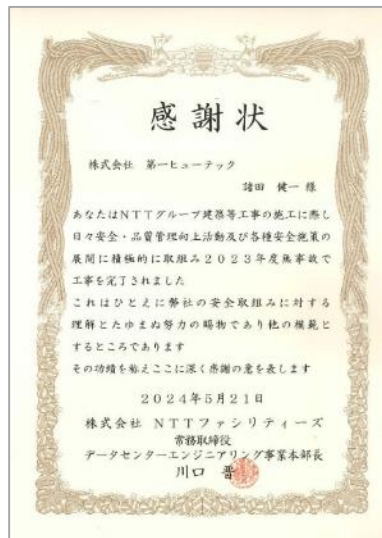 感謝状
株式会社 第一ヒューテック
諸田 健一 様
あなたはNTTグループ建築等工事の施工に際し
日々安全・品質管理向上活動及び各種安全施策の
展開に積極的に取組み2023年度無事故で
工事を完了されました
これはひとえに弊社の安全取組みに対する
理解とたゆまぬ努力の賜物であり他の模範と
するところであります
その功績を称えここに深く感謝の意を表します
2024年5月21日
株式会社 NTTファシリティーズ
常務取締役
データセンターエンジニアリング事業本部長
川口 晋